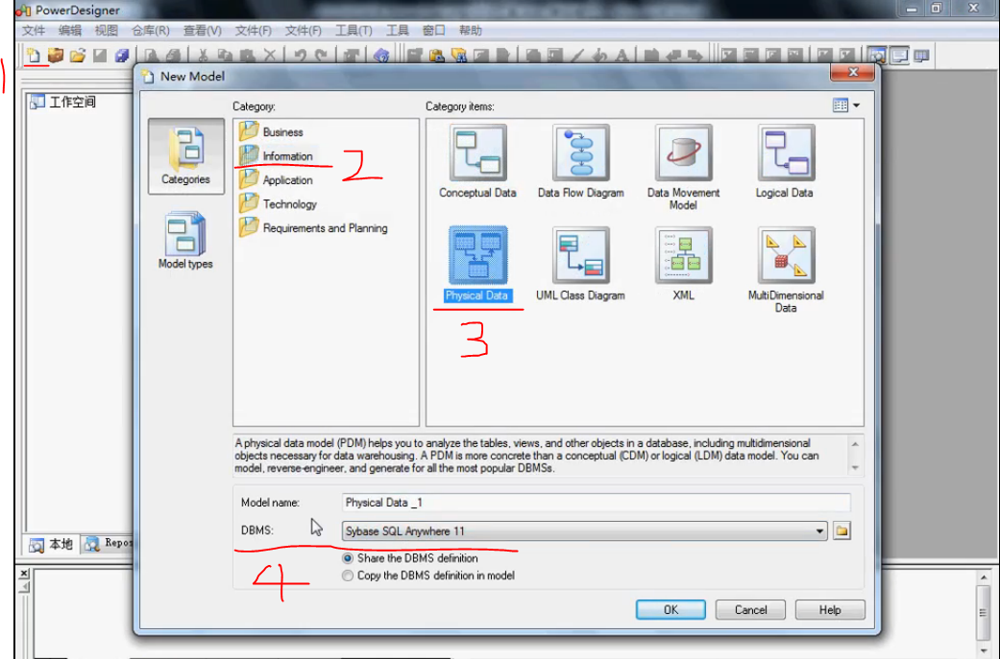 PowerDesigner
文件 编辑 视图 仓库(R) 查看(V) 文件(F) 文件(F) 工具(T) 工具 窗口 帮助
1
New Model
工作空间
Category:
Category items:
Categories
Model types
Business
Information
2
Application
Technology
Requirements and Planning
Conceptual Data
Data Flow Diagram
Data Movement
Model
Logical Data
Physical Data
UML Class Diagram
XML
MultiDimensional
Data
3
A physical data model (PDM) helps you to analyze the tables, views, and other objects in a database, including multidimensional
objects necessary for data warehousing. A PDM is more concrete than a conceptual (CDM) or logical (LDM) data model. You can
model, reverse-engineer, and generate for all the most popular DBMSs.
Model name: Physical Data _1
DBMS: Sybase SQL Anywhere 11
本地 Repos
Share the DBMS definition
Copy the DBMS definition in model
4
OK Cancel Help